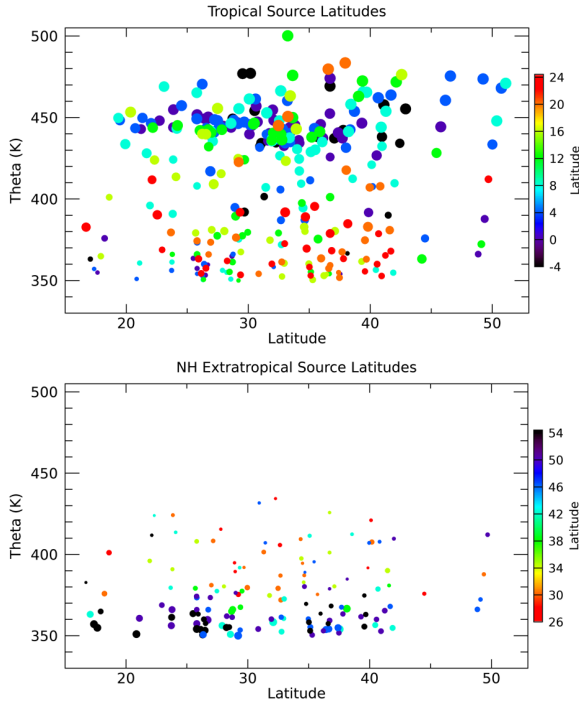 Tropical Source Latitudes
500
450
400
350
Theta (K)
20 30 40 50
Latitude
24
20
16
12
8
4
0
-4
Latitude
NH Extratropical Source Latitudes
500
450
400
350
Theta (K)
20 30 40 50
Latitude
54
50
46
42
38
34
30
26
Latitude